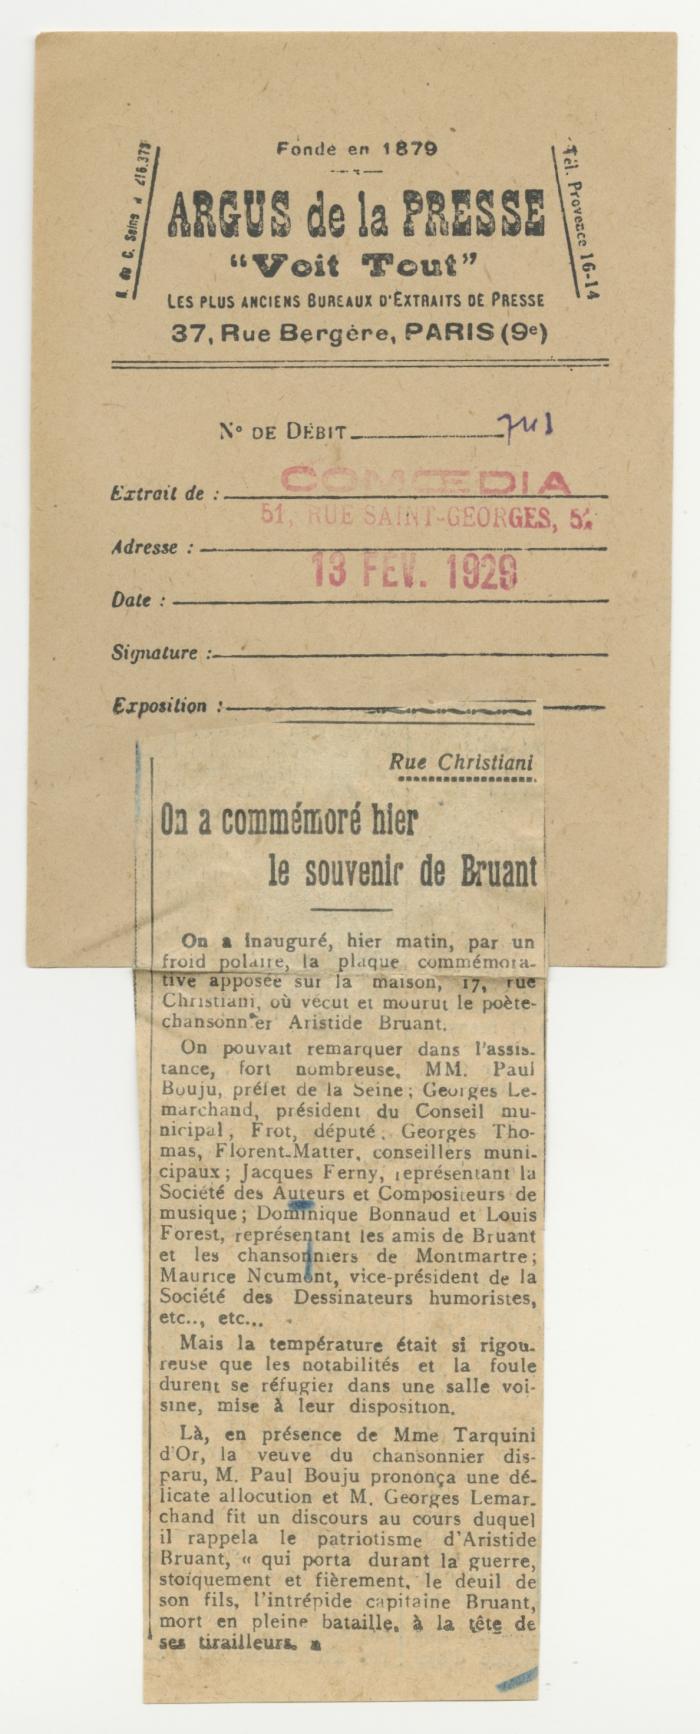 Fondé en 1879
R. du C. Seine
216.379
Tél. Provence 16-14
ARGUS de la PRESSE
"Voit Tout"
LES PLUS ANCIENS BUREAUX D'EXTRAITS DE PRESSE
37, Rue Bergère, PARIS (9e)
N° DE DÉBIT 741
Extrait de : COMŒDIA
51, RUE SAINT-GEORGES, 51
Adresse :
13 FEV. 1929
Date :
Signature :
Exposition :
Rue Christiani
On a commémoré hier
le souvenir de Bruant
On a inauguré, hier matin, par un
froid polaire, la plaque commémora-
tive apposée sur la maison, 17, rue
Christiani, où vécut et mourut le poète-
chansonnier Aristide Bruant.
On pouvait remarquer dans l'assis-
tance, fort nombreuse, MM. Paul
Bouju, préfet de la Seine ; Georges Le-
marchand, président du Conseil mu-
nicipal ; Frot, député ; Georges Tho-
mas, Florent-Matter, conseillers muni-
cipaux ; Jacques Ferny, représentant la
Société des Auteurs et Compositeurs de
musique ; Dominique Bonnaud et Louis
Forest, représentant les amis de Bruant
et les chansonniers de Montmartre ;
Maurice Neumont, vice-président de la
Société des Dessinateurs humoristes,
etc.., etc...
Mais la température était si rigou-
reuse que les notabilités et la foule
durent se réfugier dans une salle voi-
sine, mise à leur disposition.
Là, en présence de Mme Tarquini
d'Or, la veuve du chansonnier dis-
paru, M. Paul Bouju prononça une dé-
licate allocution et M. Georges Lemar-
chand fit un discours au cours duquel
il rappela le patriotisme d'Aristide
Bruant, « qui porta durant la guerre,
stoïquement et fièrement, le deuil de
son fils, l'intrépide capitaine Bruant,
mort en pleine bataille, à la tête de
ses tirailleurs. »